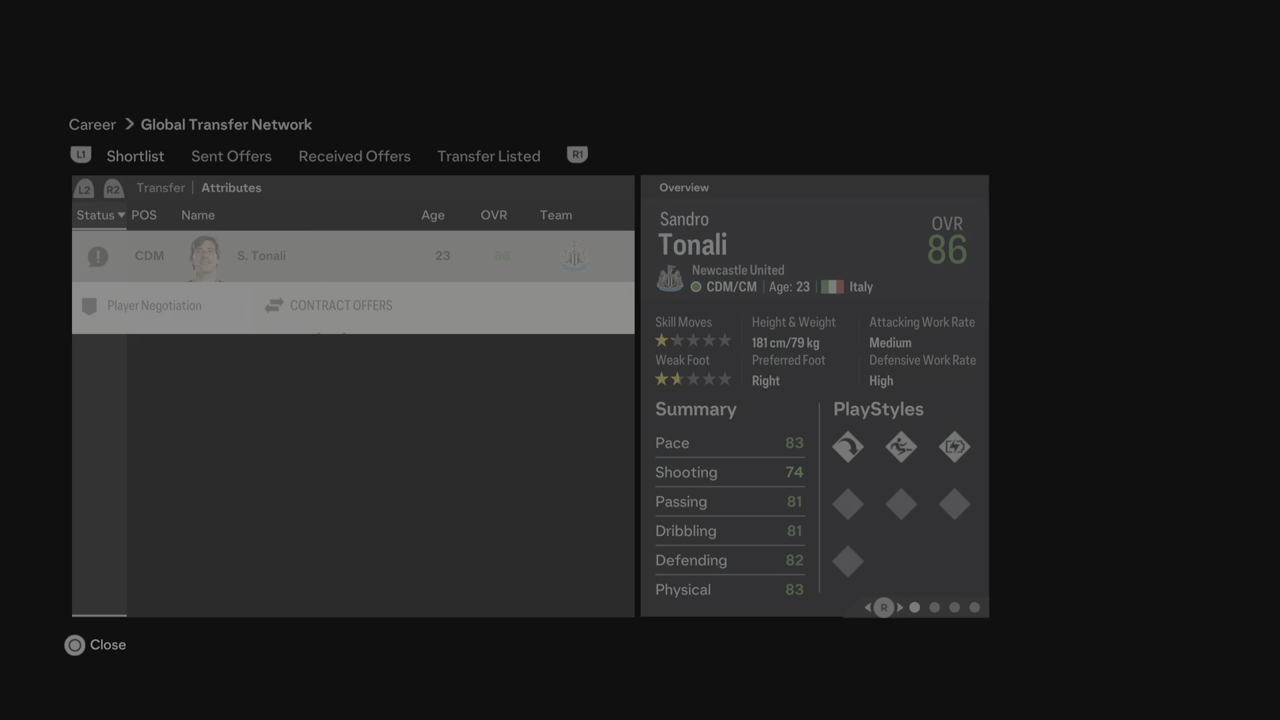 Career > Global Transfer Network
L1 Shortlist Sent Offers Received Offers Transfer Listed R1
L2 R2 Transfer | Attributes
Status POS Name Age OVR Team
CDM S. Tonali 23 86
Player Negotiation CONTRACT OFFERS
Overview
Sandro
Tonali
OVR
86
Newcastle United
CDM/CM | Age: 23 | Italy
Skill Moves Height & Weight Attacking Work Rate
181 cm/79 kg Medium
Weak Foot Preferred Foot Defensive Work Rate
Right High
Summary PlayStyles
Pace 83
Shooting 74
Passing 81
Dribbling 81
Defending 82
Physical 83
R
Close